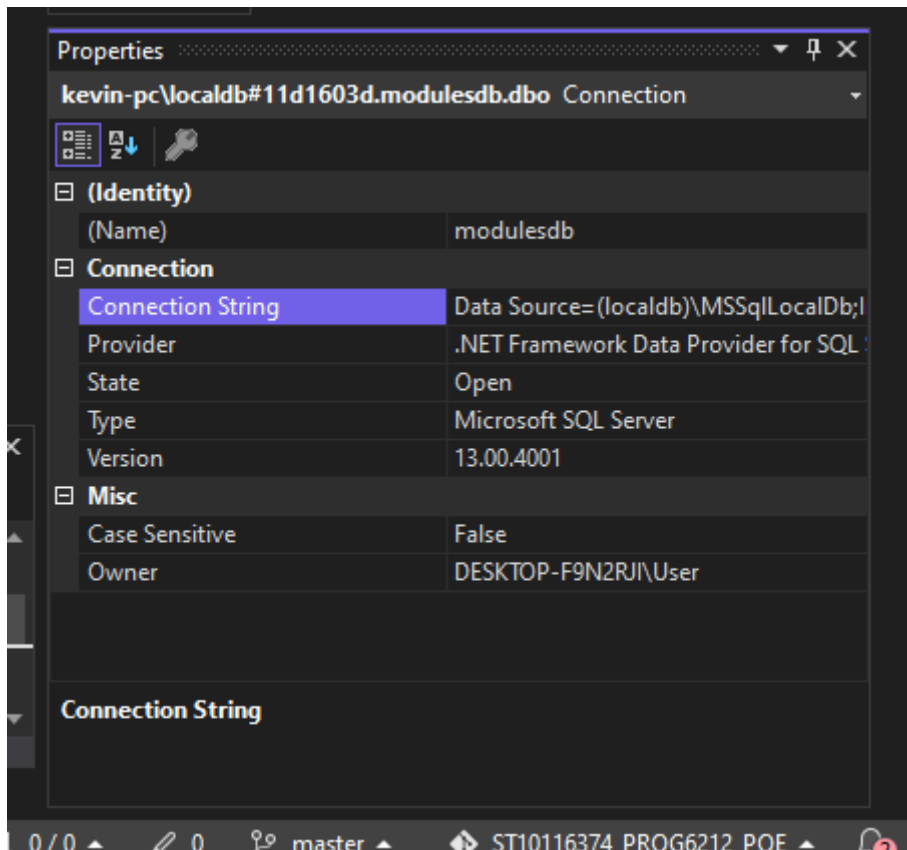 Properties
kevin-pc\localdb#11d1603d.modulesdb.dbo Connection
(Identity)
(Name) modulesdb
Connection
Connection String Data Source=(localdb)\MSSqlLocalDb;I
Provider .NET Framework Data Provider for SQL
State Open
Type Microsoft SQL Server
Version 13.00.4001
Misc
Case Sensitive False
Owner DESKTOP-F9N2RJI\User
Connection String
0 / 0 0 master ST10116374_PROG6212_POE 2